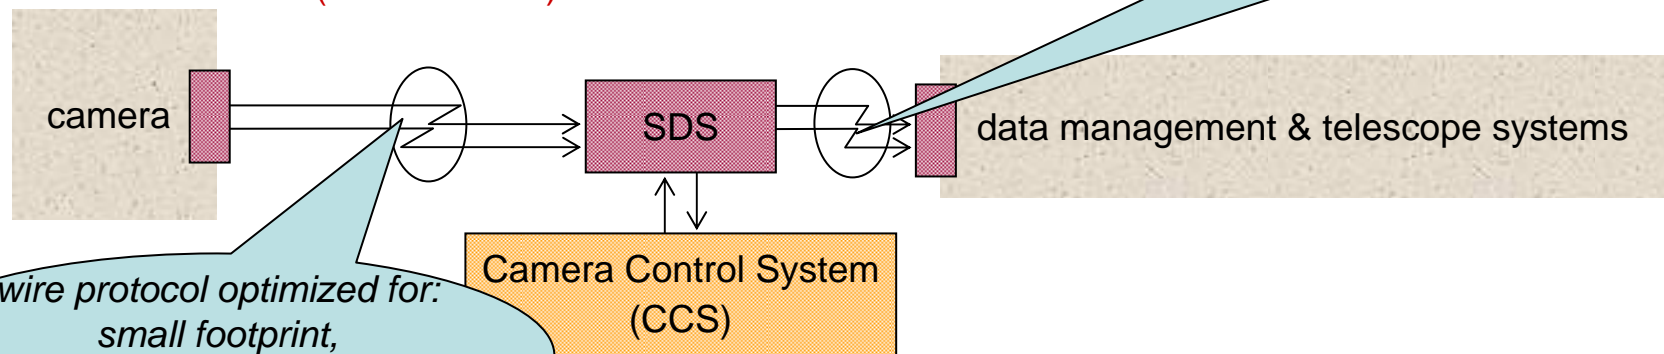 camera
SDS
data management & telescope systems
Camera Control System
(CCS)
wire protocol optimized for:
small footprint,